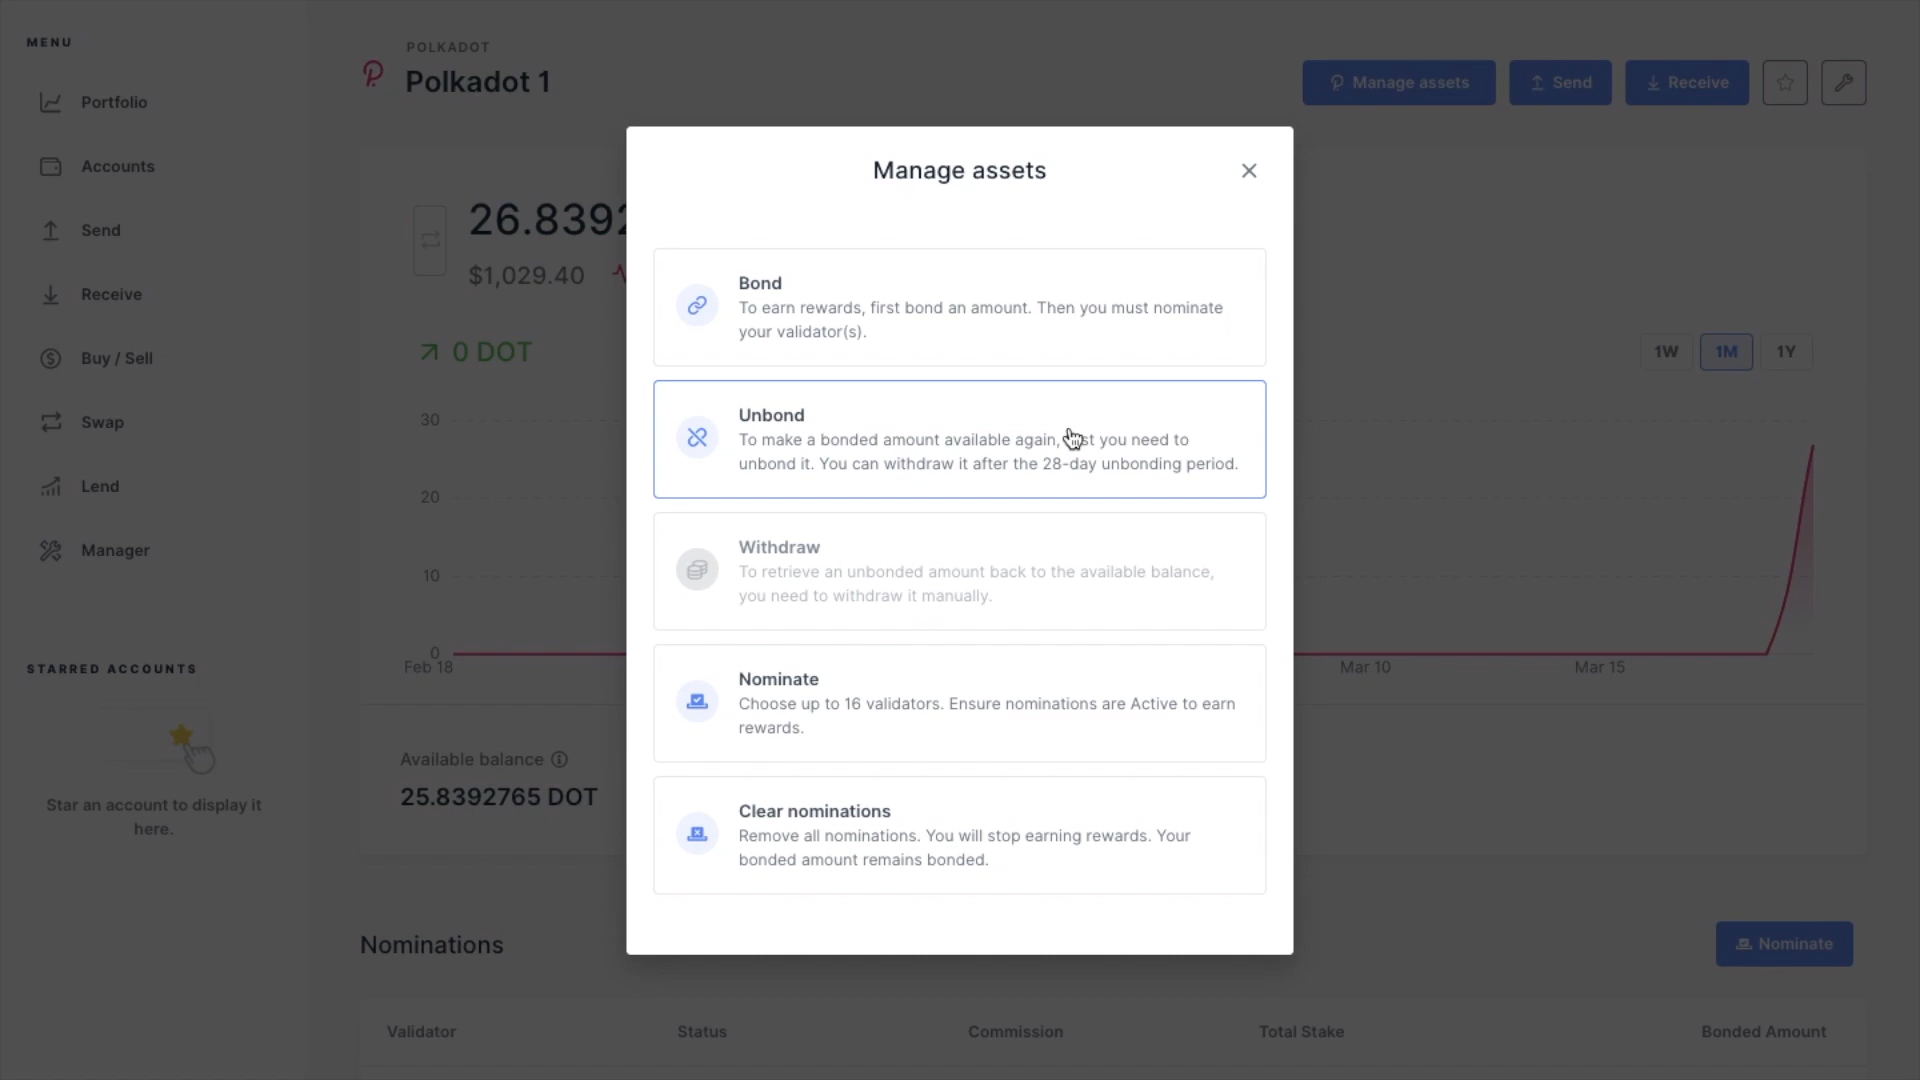 MENU
Portfolio
Accounts
Send
Receive
Buy / Sell
Swap
Lend
Manager
STARRED ACCOUNTS
Star an account to display it
here.
POLKADOT
Polkadot 1
Manage assets
Send
Receive
26.8392
$1,029.40
0 DOT
1W
1M
1Y
30
20
10
0
Feb 18
Mar 10
Mar 15
Available balance
25.8392765 DOT
Manage assets
Bond
To earn rewards, first bond an amount. Then you must nominate
your validator(s).
Unbond
To make a bonded amount available again, st you need to
unbond it. You can withdraw it after the 28-day unbonding period.
Withdraw
To retrieve an unbonded amount back to the available balance,
you need to withdraw it manually.
Nominate
Choose up to 16 validators. Ensure nominations are Active to earn
rewards.
Clear nominations
Remove all nominations. You will stop earning rewards. Your
bonded amount remains bonded.
Nominations
Nominate
Validator
Status
Commission
Total Stake
Bonded Amount